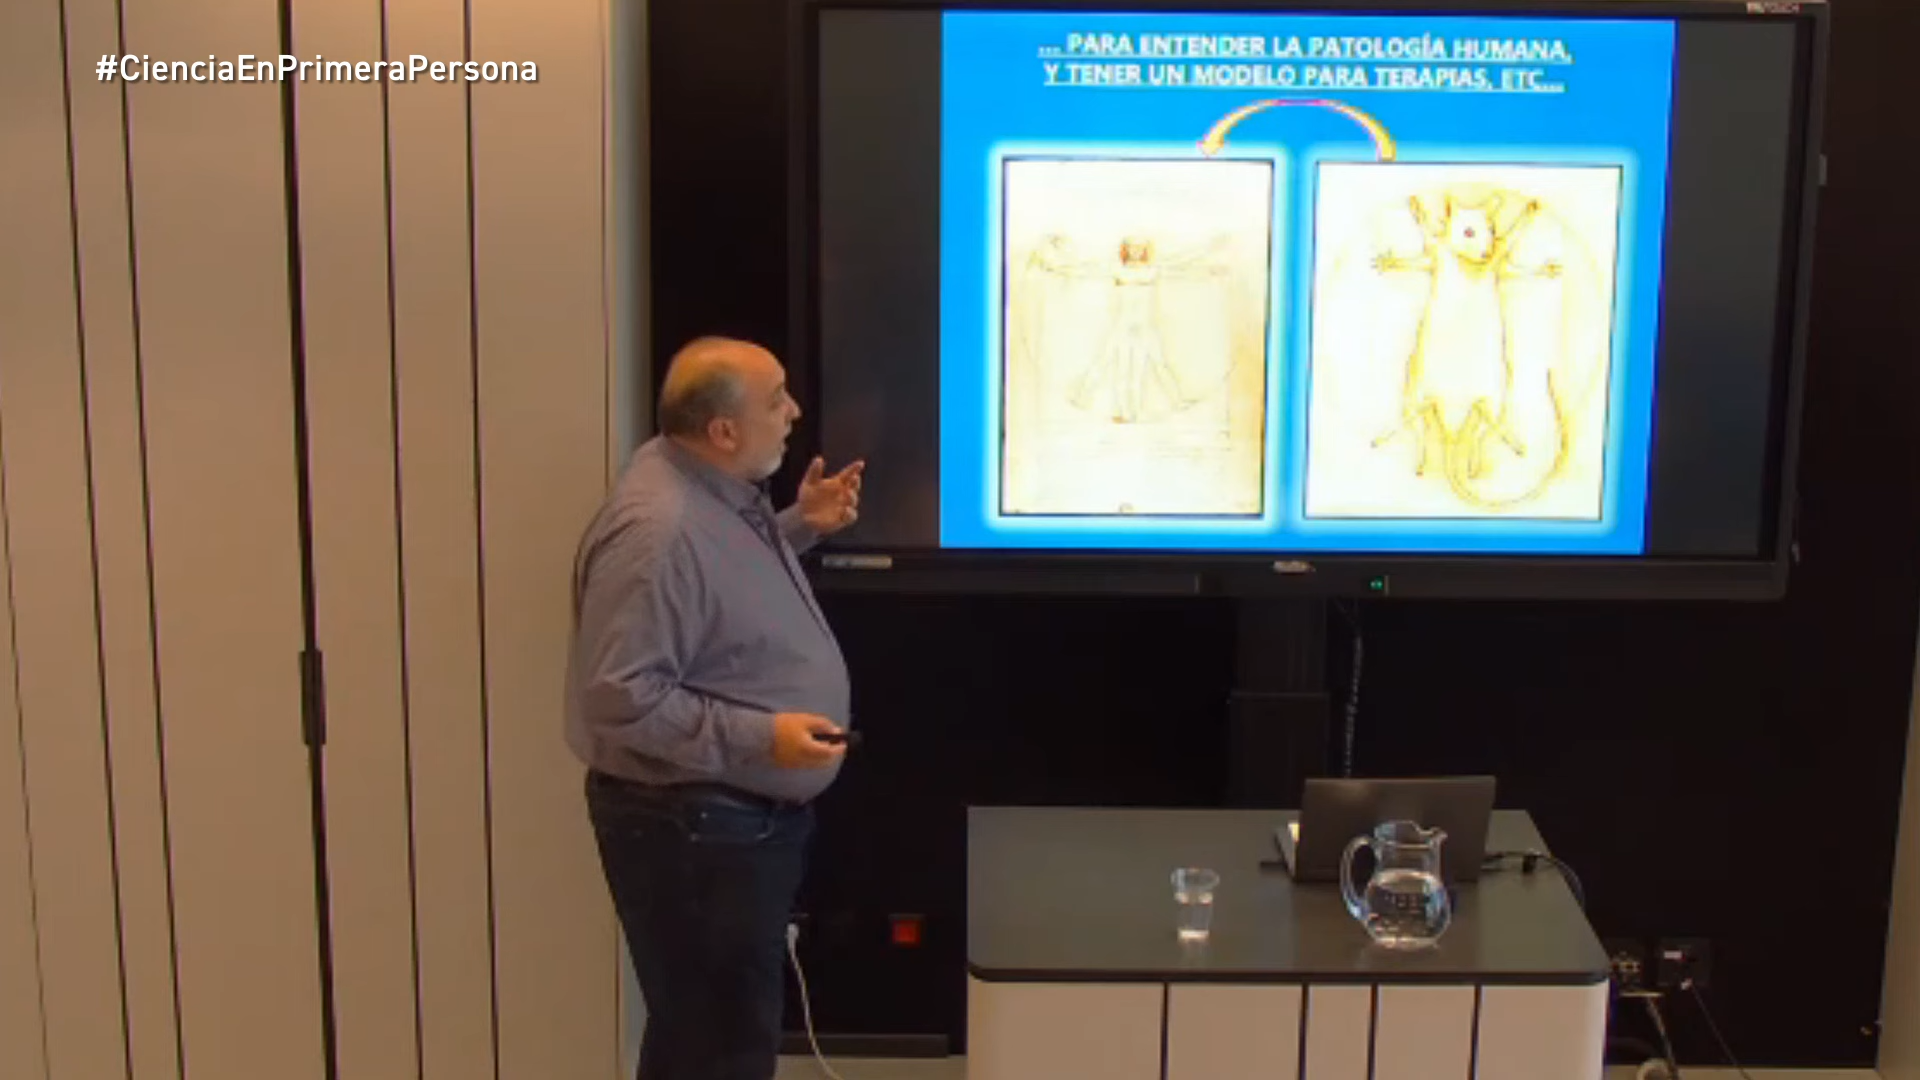 #CienciaEnPrimeraPersona
... PARA ENTENDER LA PATOLOGÍA HUMANA,
Y TENER UN MODELO PARA TERAPIAS, ETC...